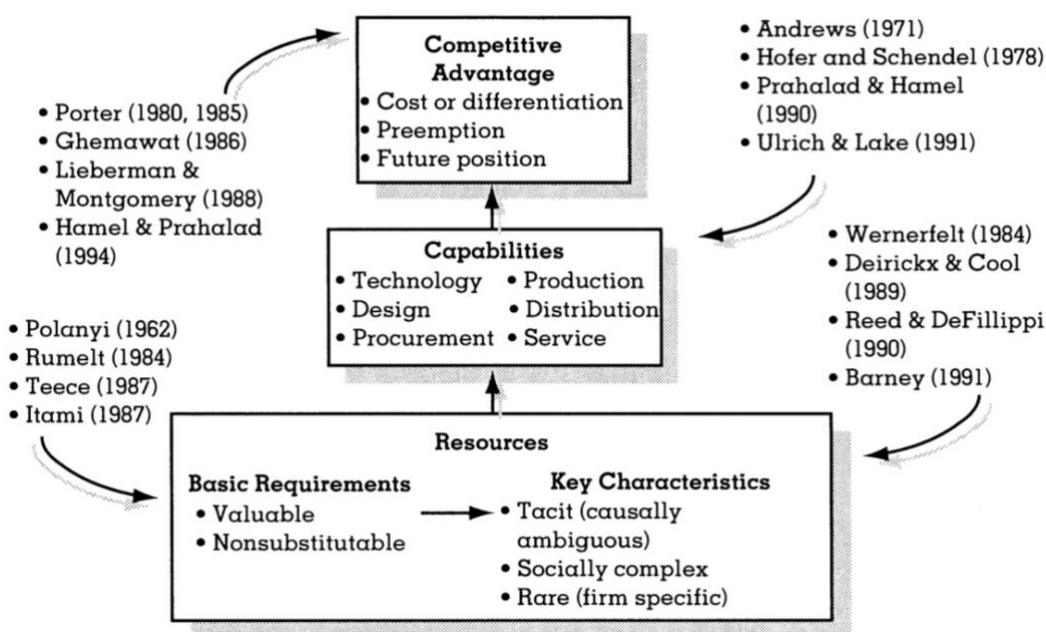 Competitive
Advantage
• Cost or differentiation
• Preemption
• Future position
• Porter (1980, 1985)
• Ghemawat (1986)
• Lieberman &
Montgomery (1988)
• Hamel & Prahalad
(1994)
• Andrews (1971)
• Hofer and Schendel (1978)
• Prahalad & Hamel
(1990)
• Ulrich & Lake (1991)
Capabilities
• Technology • Production
• Design • Distribution
• Procurement • Service
• Wernerfelt (1984)
• Deirickx & Cool
(1989)
• Reed & DeFillippi
(1990)
• Barney (1991)
• Polanyi (1962)
• Rumelt (1984)
• Teece (1987)
• Itami (1987)
Resources
Basic Requirements
• Valuable
• Nonsubstitutable
Key Characteristics
• Tacit (causally
ambiguous)
• Socially complex
• Rare (firm specific)